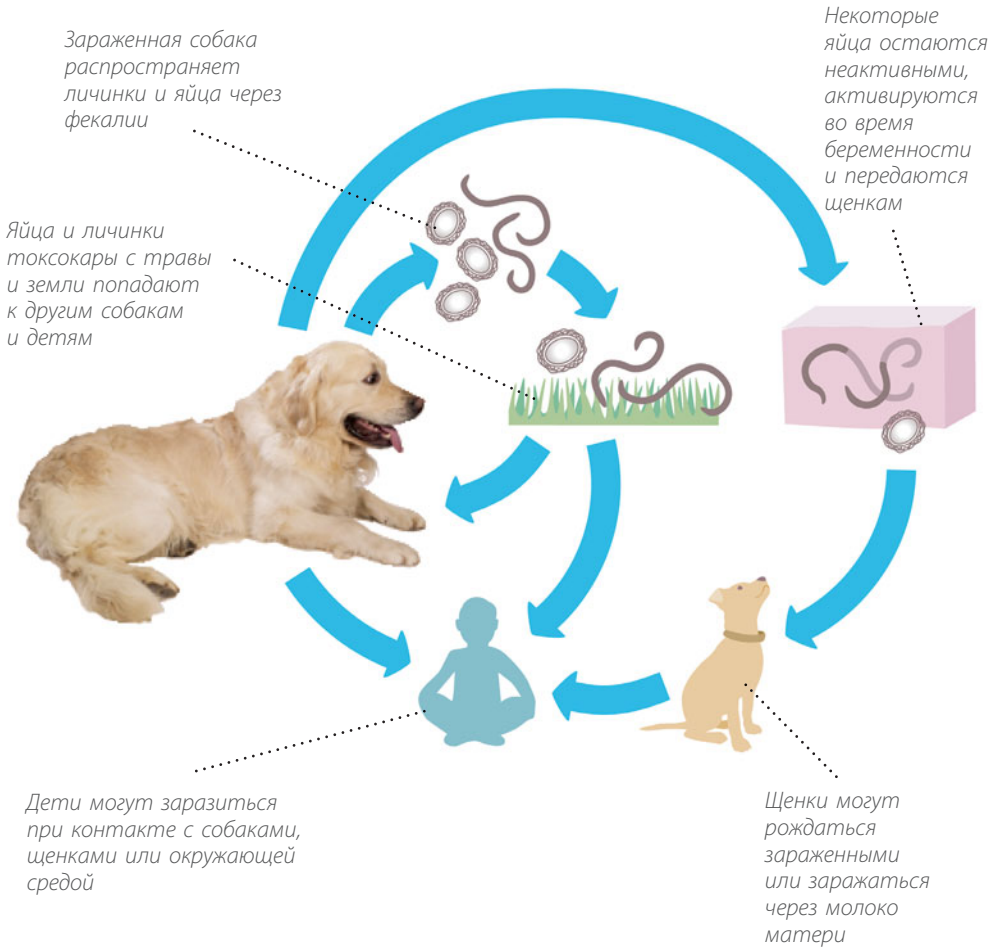 Зараженная собака
распространяет
личинки и яйца через
фекалии
Некоторые
яйца остаются
неактивными,
активируются
во время
беременности
и передаются
щенкам
Яйца и личинки
токсокары с травы
и земли попадают
к другим собакам
и детям
Дети могут заразиться
при контакте с собаками,
щенками или окружающей
средой
Щенки могут
рождаться
зараженными
или заражаться
через молоко
матери